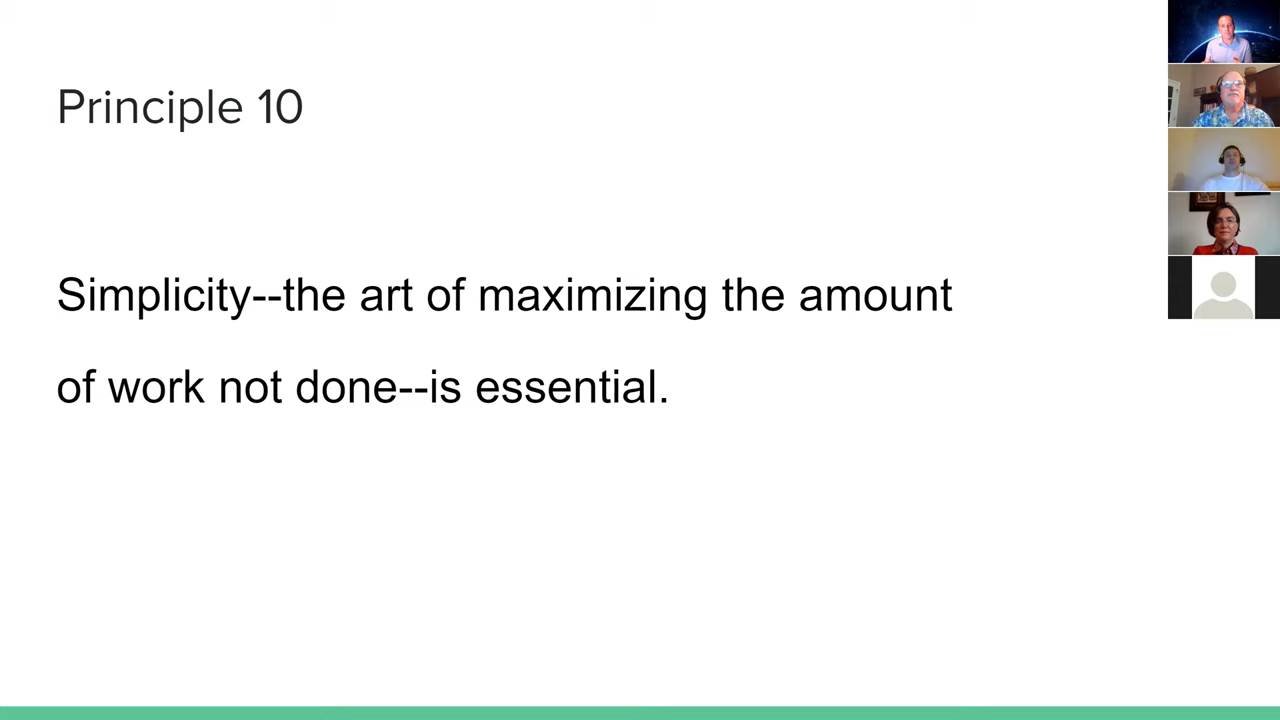 Principle 10
Simplicity--the art of maximizing the amount
of work not done--is essential.